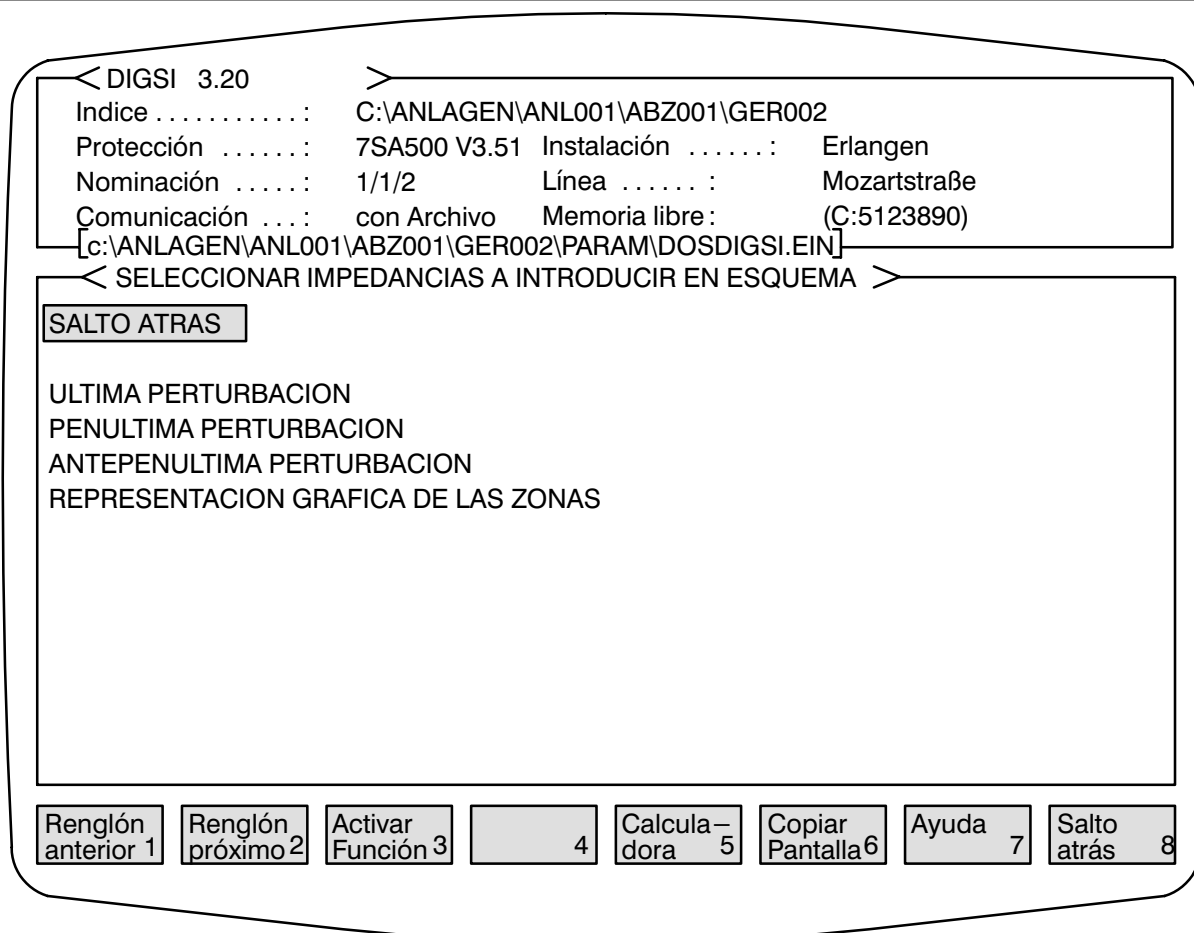 DIGSI 3.20
Indice . . . . . . . . . . . : C:\ANLAGEN\ANL001\ABZ001\GER002
Protección . . . . . . : 7SA500 V3.51 Instalación . . . . . . : Erlangen
Nominación . . . . . : 1/1/2 Línea . . . . . . : Mozartstraße
Comunicación . . . : con Archivo Memoria libre : (C:5123890)
[c:\ANLAGEN\ANL001\ABZ001\GER002\PARAM\DOSDIGSI.EIN]
SELECCIONAR IMPEDANCIAS A INTRODUCIR EN ESQUEMA
SALTO ATRAS
ULTIMA PERTURBACION
PENULTIMA PERTURBACION
ANTEPENULTIMA PERTURBACION
REPRESENTACION GRAFICA DE LAS ZONAS
Renglón
anterior 1
Renglón
próximo 2
Activar
Función 3
4
Calcula–
dora 5
Copiar
Pantalla 6
Ayuda
7
Salto
atrás 8